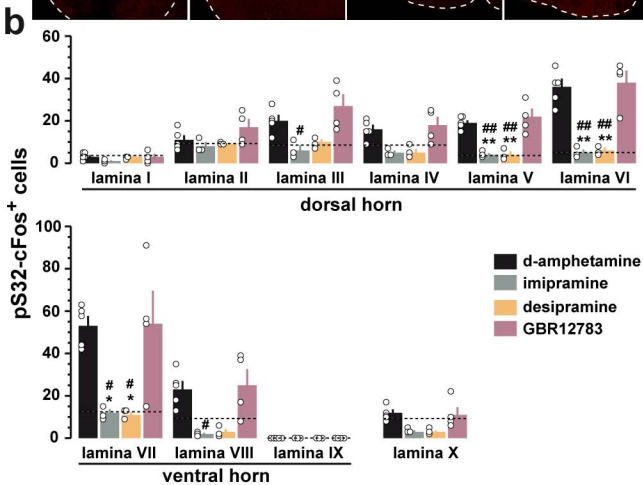 b
pS32-cFos+ cells
60
40
20
0
#
##
**
##
**
##
**
##
**
lamina I lamina II lamina III lamina IV lamina V lamina VI
dorsal horn
100
80
60
40
20
0
#
*
#
*
#
lamina VII lamina VIII lamina IX lamina X
ventral horn
d-amphetamine
imipramine
desipramine
GBR12783